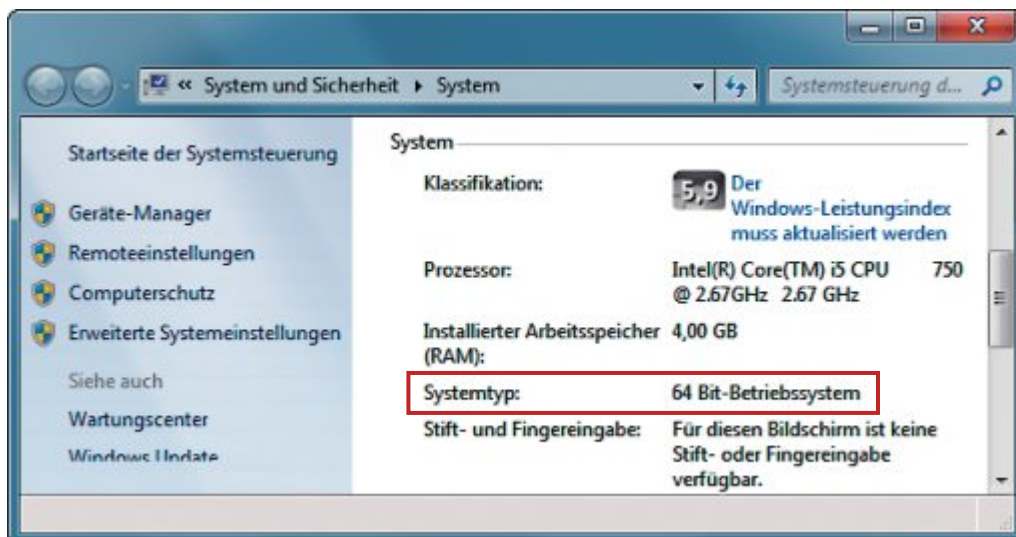 « System und Sicherheit ▸ System
Systemsteuerung d...
Startseite der Systemsteuerung
Geräte-Manager
Remoteeinstellungen
Computerschutz
Erweiterte Systemeinstellungen
Siehe auch
Wartungscenter
Windows Update
System
Klassifikation:
5,9 Der
Windows-Leistungsindex
muss aktualisiert werden
Prozessor:
Intel(R) Core(TM) i5 CPU 750
@ 2.67GHz 2.67 GHz
Installierter Arbeitsspeicher 4,00 GB
(RAM):
Systemtyp: 64 Bit-Betriebssystem
Stift- und Fingereingabe: Für diesen Bildschirm ist keine
Stift- oder Fingereingabe
verfügbar.